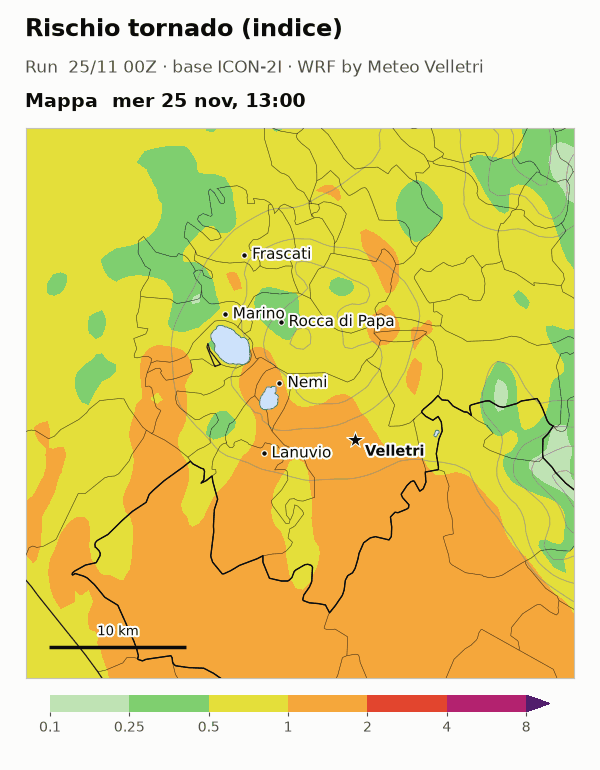 Rischio tornado (indice)
Run  25/11 00Z · base ICON-2I · WRF by Meteo Velletri
Mappa  mer 25 nov, 13:00
Frascati
Marino
Rocca di Papa
Nemi
Velletri
Lanuvio
10 km
0.1 0.25 0.5 1 2 4 8